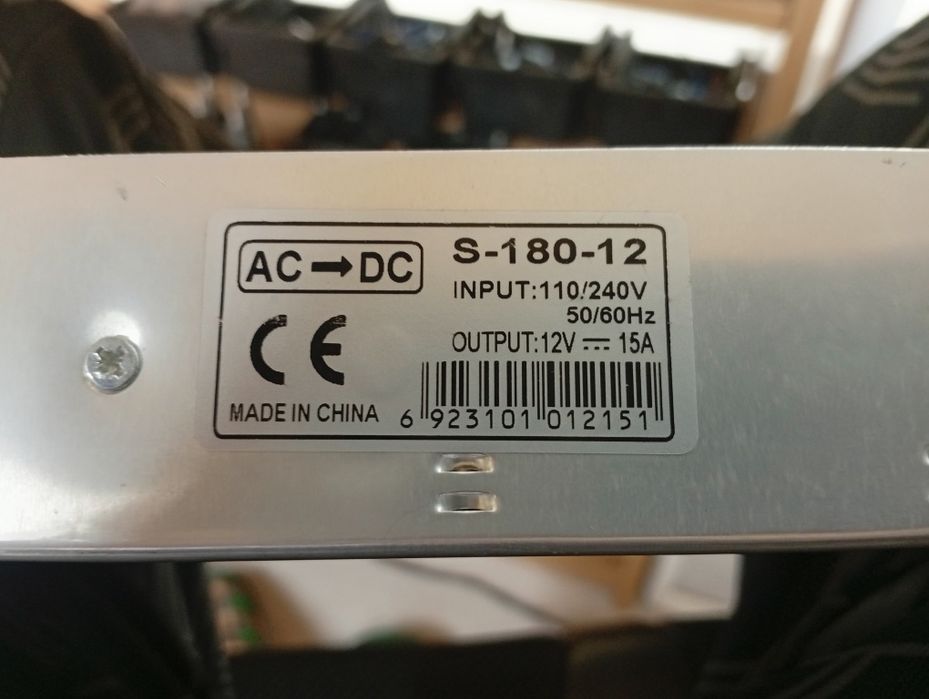 AC→DC
S-180-12
INPUT:110/240V
50/60Hz
OUTPUT:12V ⎓ 15A
CE
MADE IN CHINA
6 923101 012151